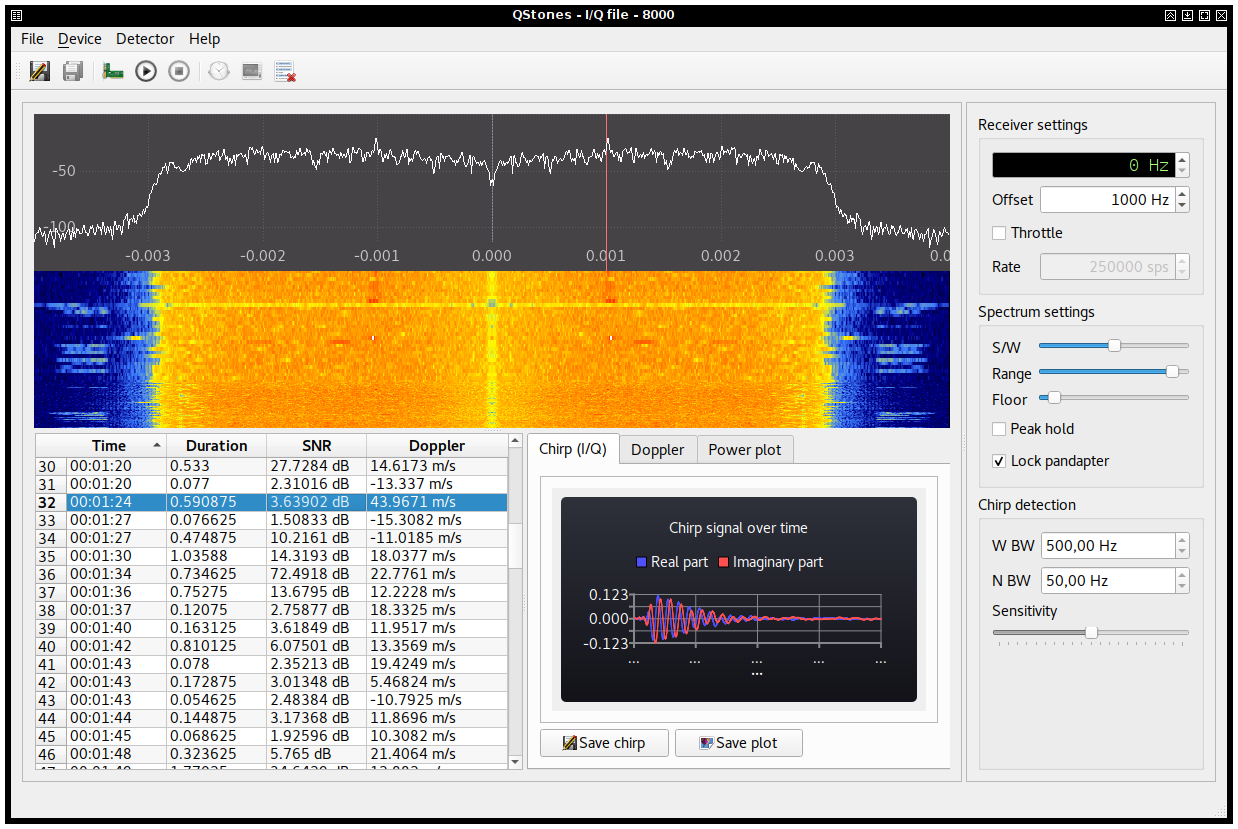 QStones - I/Q file - 8000
File Device Detector Help
-50
-100
-0.003 -0.002 -0.001 0.000 0.001 0.002 0.003 0.0
Time Duration SNR Doppler
30 00:01:20 0.533 27.7284 dB 14.6173 m/s
31 00:01:20 0.077 2.31016 dB -13.337 m/s
32 00:01:24 0.590875 3.63902 dB 43.9671 m/s
33 00:01:27 0.076625 1.50833 dB -15.3082 m/s
34 00:01:27 0.474875 10.2161 dB -11.0185 m/s
35 00:01:30 1.03588 14.3193 dB 18.0377 m/s
36 00:01:34 0.734625 72.4918 dB 22.7761 m/s
37 00:01:36 0.75275 13.6795 dB 12.2228 m/s
38 00:01:37 0.12075 2.75877 dB 18.3325 m/s
39 00:01:40 0.163125 3.61849 dB 11.9517 m/s
40 00:01:42 0.810125 6.07501 dB 13.3569 m/s
41 00:01:43 0.078 2.35213 dB 19.4249 m/s
42 00:01:43 0.172875 3.01348 dB 5.46824 m/s
43 00:01:43 0.054625 2.48384 dB -10.7925 m/s
44 00:01:44 0.144875 3.17368 dB 11.8696 m/s
45 00:01:45 0.068625 1.92596 dB 10.3082 m/s
46 00:01:48 0.323625 5.765 dB 21.4064 m/s
Chirp (I/Q) Doppler Power plot
Chirp signal over time
Real part Imaginary part
0.123
0.000
-0.123
... ... ... ... ...
...
Save chirp Save plot
Receiver settings
0 Hz
Offset 1000 Hz
Throttle
Rate 250000 sps
Spectrum settings
S/W
Range
Floor
Peak hold
Lock pandapter
Chirp detection
W BW 500,00 Hz
N BW 50,00 Hz
Sensitivity